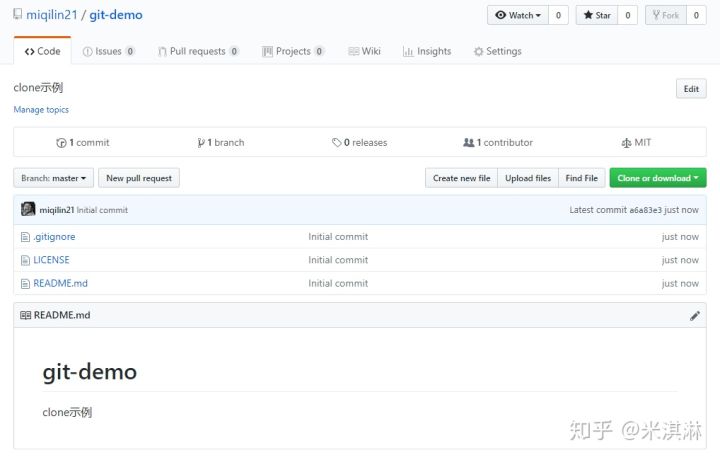 miqilin21 / git-demo
Watch 0 Star 0 Fork 0
Code Issues 0 Pull requests 0 Projects 0 Wiki Insights Settings
clone示例 Edit
Manage topics
1 commit 1 branch 0 releases 1 contributor MIT
Branch: master New pull request Create new file Upload files Find File Clone or download
miqilin21 Initial commit Latest commit a6a83e3 just now
.gitignore Initial commit just now
LICENSE Initial commit just now
README.md Initial commit just now
README.md
git-demo
clone示例
知乎 @米淇淋